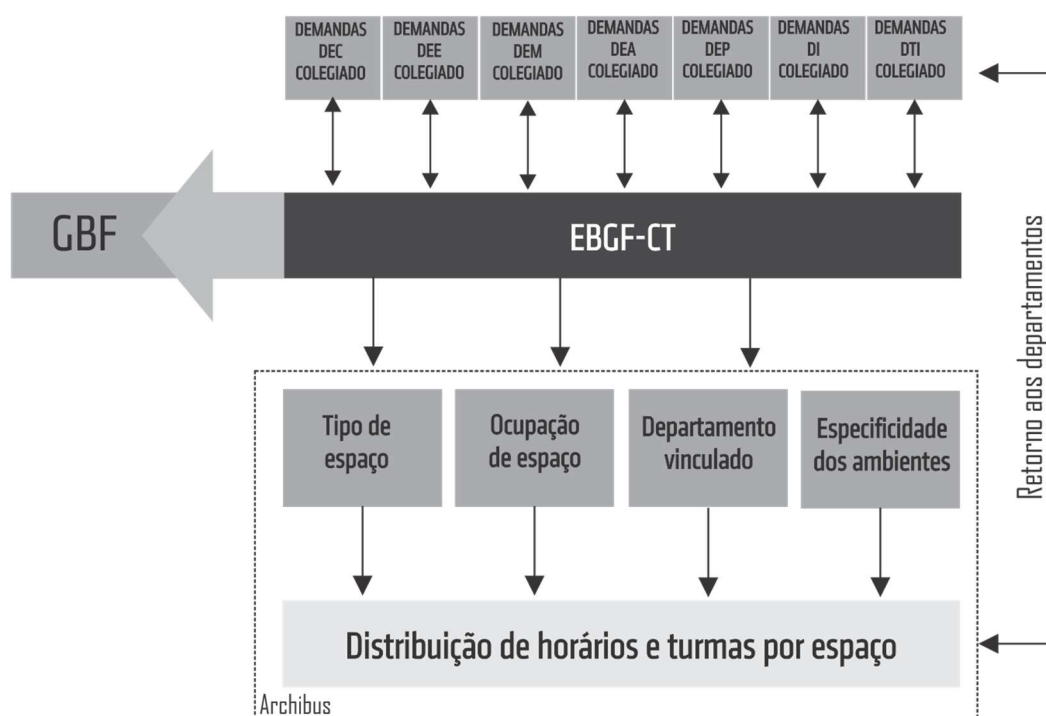 DEMANDAS
DEC
COLEGIADO
DEMANDAS
DEE
COLEGIADO
DEMANDAS
DEM
COLEGIADO
DEMANDAS
DEA
COLEGIADO
DEMANDAS
DEP
COLEGIADO
DEMANDAS
DI
COLEGIADO
DEMANDAS
DTI
COLEGIADO
GBF
EBGF-CT
Retorno aos departamentos
Tipo de
espaço
Ocupação
de espaço
Departamento
vinculado
Especificidade
dos ambientes
Distribuição de horários e turmas por espaço
Archibus